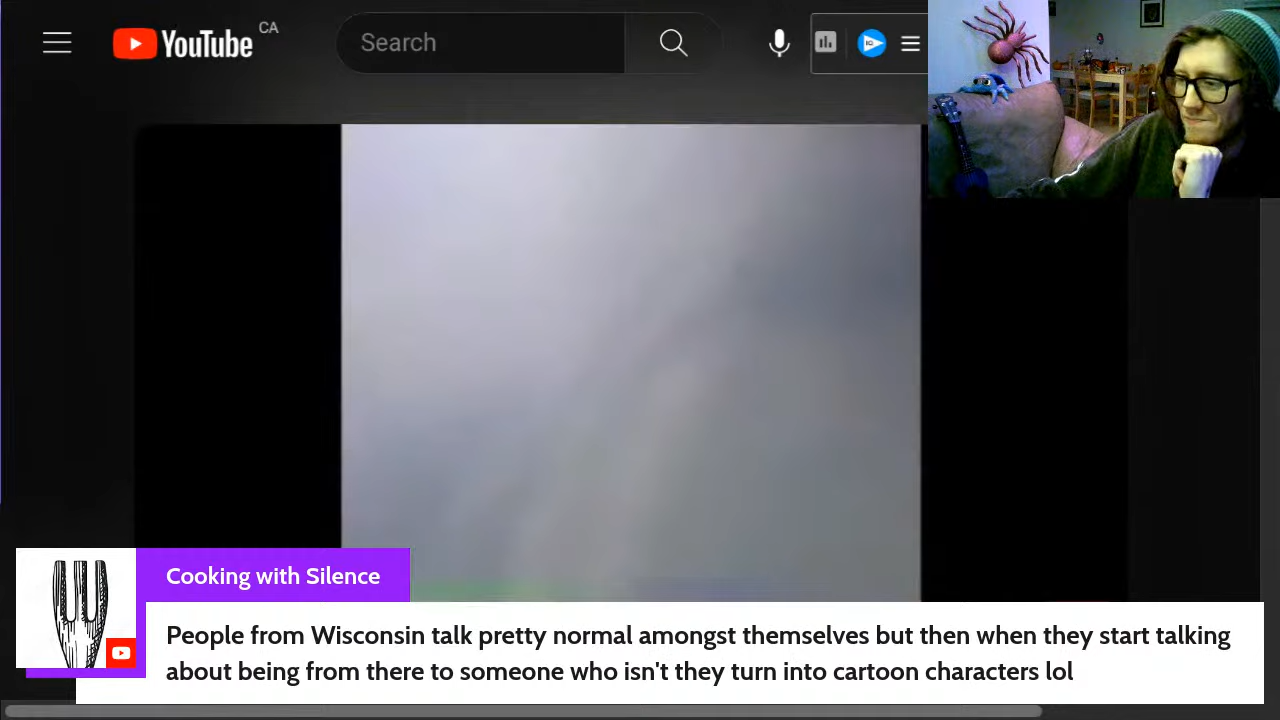 YouTube CA
Search
Cooking with Silence
People from Wisconsin talk pretty normal amongst themselves but then when they start talking
about being from there to someone who isn't they turn into cartoon characters lol